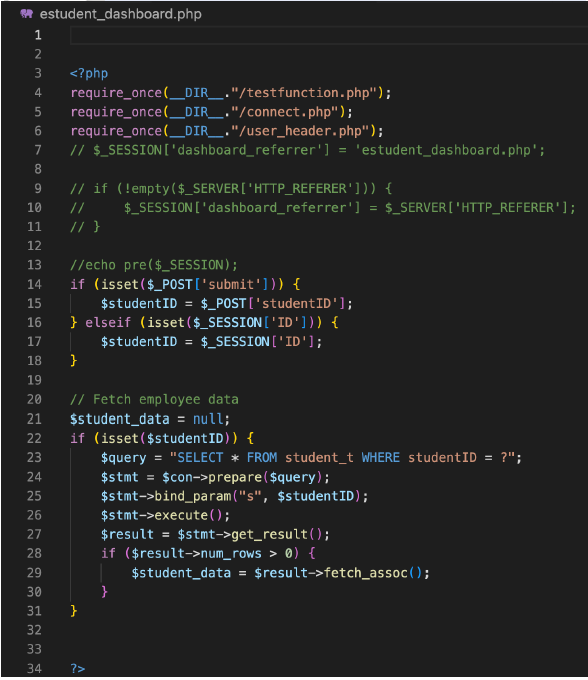 estudent_dashboard.php
1
2
3 <?php
4 require_once(__DIR__."/testfunction.php");
5 require_once(__DIR__."/connect.php");
6 require_once(__DIR__."/user_header.php");
7 // $_SESSION['dashboard_referrer'] = 'estudent_dashboard.php';
8
9 // if (!empty($_SERVER['HTTP_REFERER'])) {
10 //     $_SESSION['dashboard_referrer'] = $_SERVER['HTTP_REFERER'];
11 // }
12
13 //echo pre($_SESSION);
14 if (isset($_POST['submit'])) {
15     $studentID = $_POST['studentID'];
16 } elseif (isset($_SESSION['ID'])) {
17     $studentID = $_SESSION['ID'];
18 }
19
20 // Fetch employee data
21 $student_data = null;
22 if (isset($studentID)) {
23     $query = "SELECT * FROM student_t WHERE studentID = ?";
24     $stmt = $con->prepare($query);
25     $stmt->bind_param("s", $studentID);
26     $stmt->execute();
27     $result = $stmt->get_result();
28     if ($result->num_rows > 0) {
29         $student_data = $result->fetch_assoc();
30     }
31 }
32
33
34 ?>